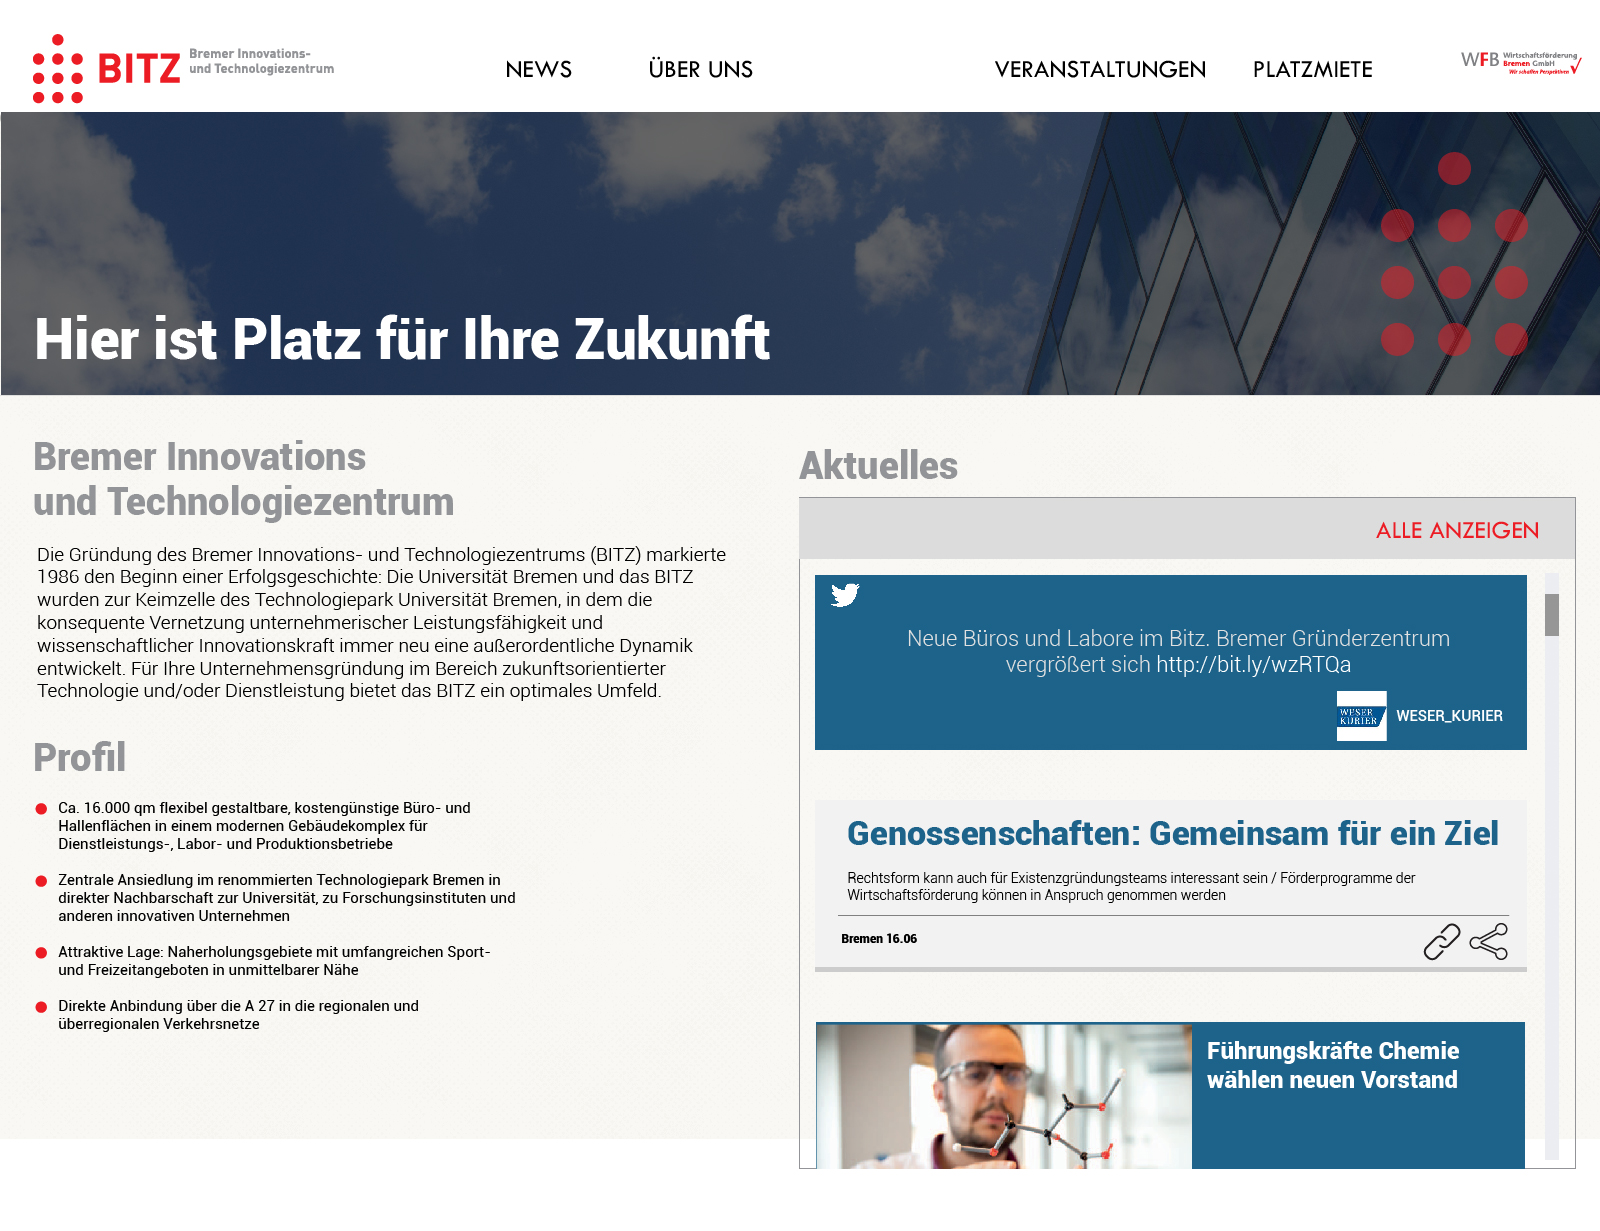 BITZ
Bremer Innovations-
und Technologiezentrum
NEWS
ÜBER UNS
VERANSTALTUNGEN
PLATZMIETE
WFB
Wirtschaftsförderung
Bremen GmbH
Wir schaffen Perspektiven
Hier ist Platz für Ihre Zukunft
Bremer Innovations
und Technologiezentrum
Die Gründung des Bremer Innovations- und Technologiezentrums (BITZ) markierte
1986 den Beginn einer Erfolgsgeschichte: Die Universität Bremen und das BITZ
wurden zur Keimzelle des Technologiepark Universität Bremen, in dem die
konsequente Vernetzung unternehmerischer Leistungsfähigkeit und
wissenschaftlicher Innovationskraft immer neu eine außerordentliche Dynamik
entwickelt. Für Ihre Unternehmensgründung im Bereich zukunftsorientierter
Technologie und/oder Dienstleistung bietet das BITZ ein optimales Umfeld.
Profil
Ca. 16.000 qm flexibel gestaltbare, kostengünstige Büro- und
Hallenflächen in einem modernen Gebäudekomplex für
Dienstleistungs-, Labor- und Produktionsbetriebe
Zentrale Ansiedlung im renommierten Technologiepark Bremen in
direkter Nachbarschaft zur Universität, zu Forschungsinstituten und
anderen innovativen Unternehmen
Attraktive Lage: Naherholungsgebiete mit umfangreichen Sport-
und Freizeitangeboten in unmittelbarer Nähe
Direkte Anbindung über die A 27 in die regionalen und
überregionalen Verkehrsnetze
Aktuelles
ALLE ANZEIGEN
Neue Büros und Labore im Bitz. Bremer Gründerzentrum
vergrößert sich http://bit.ly/wzRTQa
WESER
KURIER
WESER_KURIER
Genossenschaften: Gemeinsam für ein Ziel
Rechtsform kann auch für Existenzgründungsteams interessant sein / Förderprogramme der
Wirtschaftsförderung können in Anspruch genommen werden
Bremen 16.06
Führungskräfte Chemie
wählen neuen Vorstand